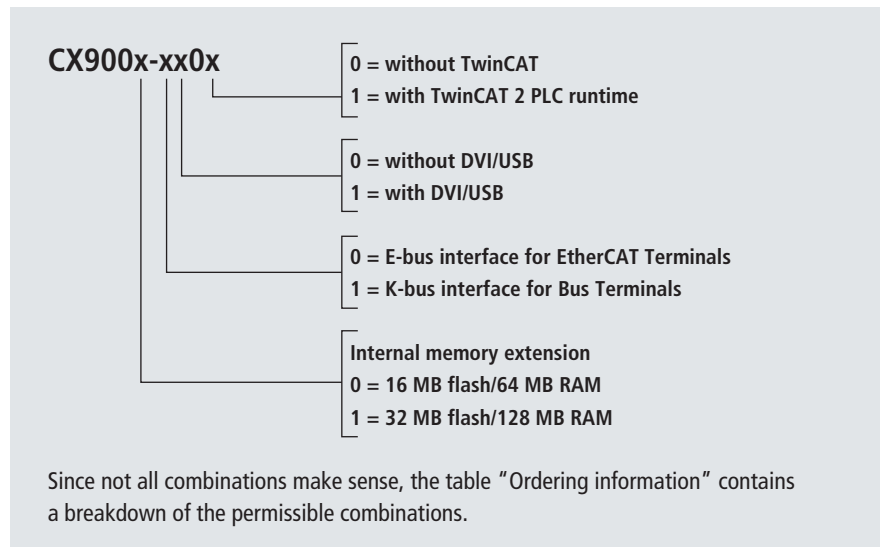 CX900x-xx0x
0 = without TwinCAT
1 = with TwinCAT 2 PLC runtime
0 = without DVI/USB
1 = with DVI/USB
0 = E-bus interface for EtherCAT Terminals
1 = K-bus interface for Bus Terminals
Internal memory extension
0 = 16 MB flash/64 MB RAM
1 = 32 MB flash/128 MB RAM
Since not all combinations make sense, the table “Ordering information” contains
a breakdown of the permissible combinations.